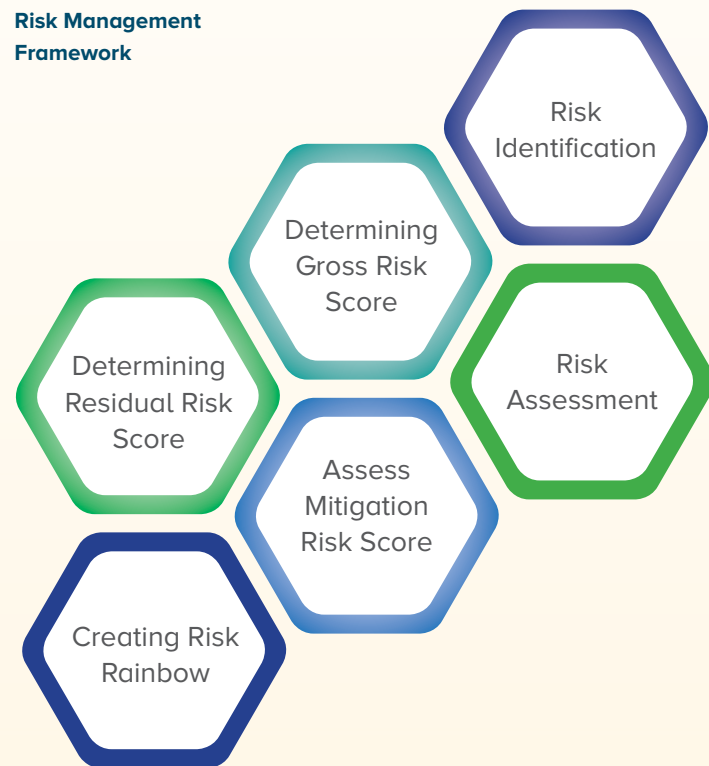 Risk Management
Framework
Risk
Identification
Determining
Gross Risk
Score
Risk
Assessment
Determining
Residual Risk
Score
Assess
Mitigation
Risk Score
Creating Risk
Rainbow